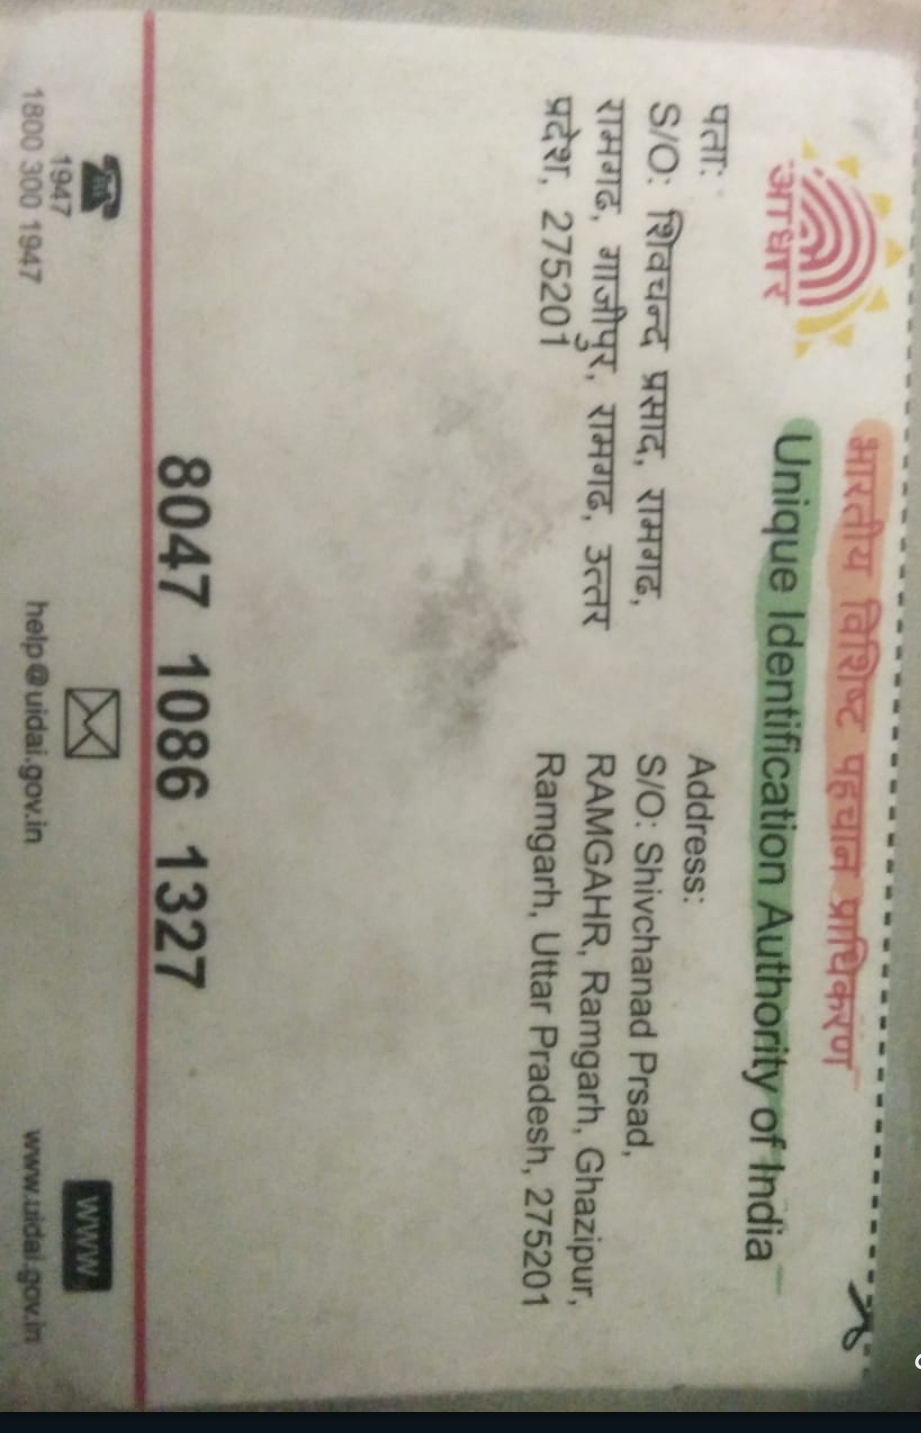 आधार
भारतीय विशिष्ट पहचान प्राधिकरण
Unique Identification Authority of India
पता:
S/O: शिवचन्द प्रसाद, रामगढ,
रामगढ, गाजीपुर, रामगढ, उत्तर
प्रदेश, 275201
Address:
S/O: Shivchanad Prsad,
RAMGAHR, Ramgarh, Ghazipur,
Ramgarh, Uttar Pradesh, 275201
8047 1086 1327
1947
1800 300 1947
help@uidai.gov.in
www
www.uidai.gov.in